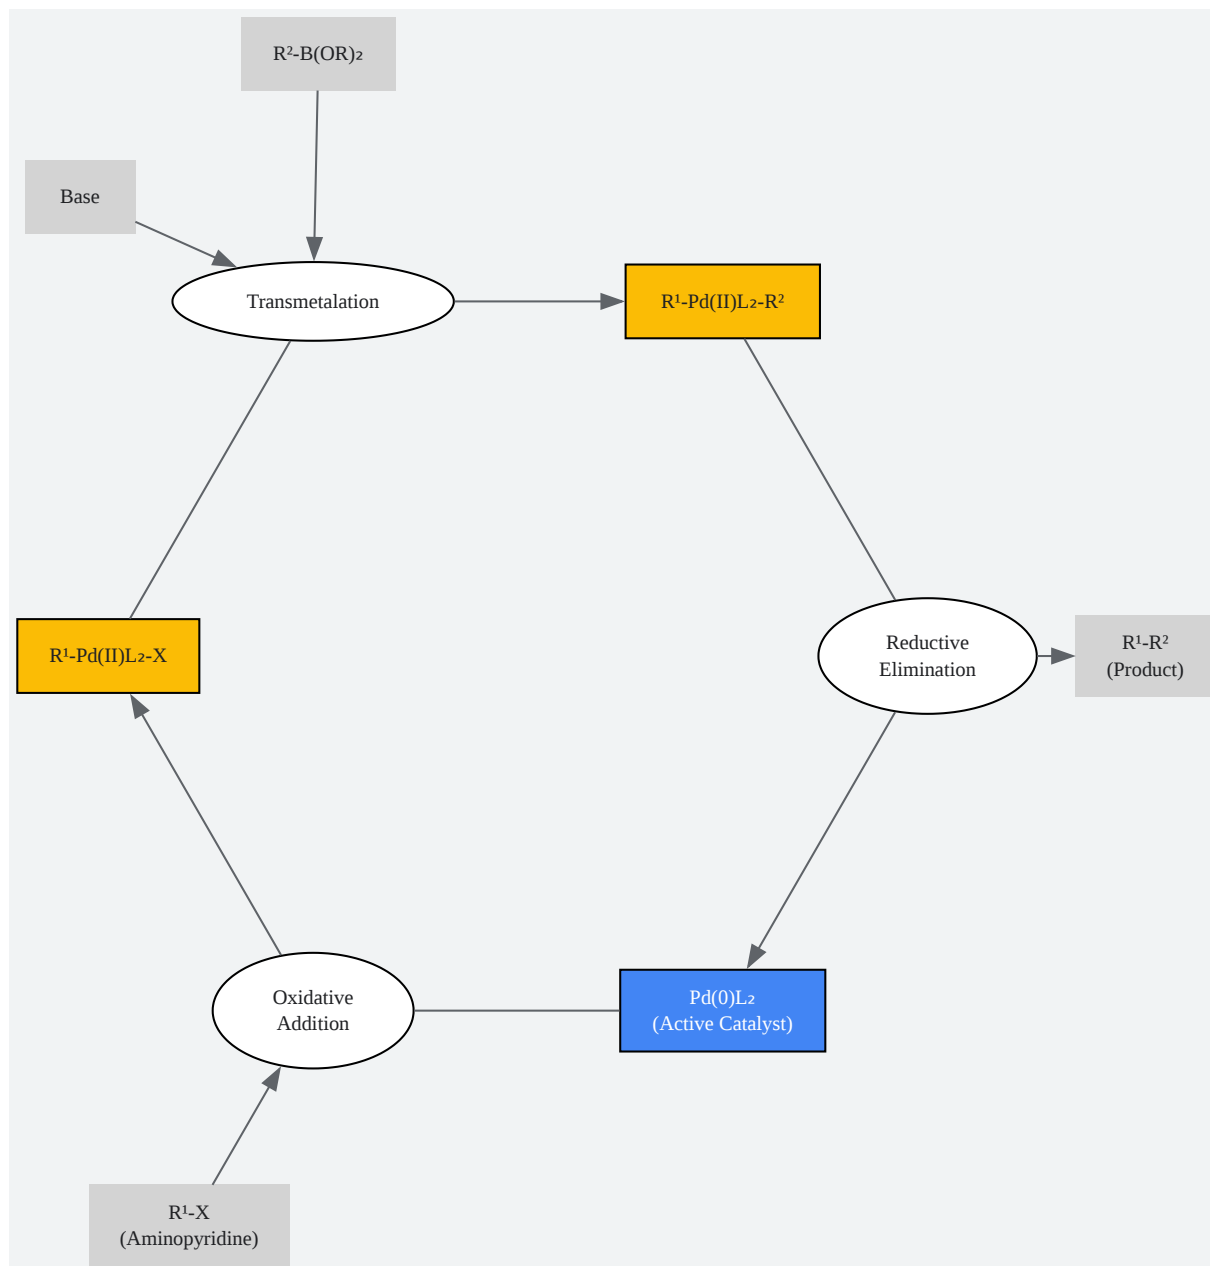 R²-B(OR)₂
Base
Transmetalation
R¹-Pd(II)L₂-R²
R¹-Pd(II)L₂-X
Reductive
Elimination
R¹-R²
(Product)
Oxidative
Addition
Pd(0)L₂
(Active Catalyst)
R¹-X
(Aminopyridine)